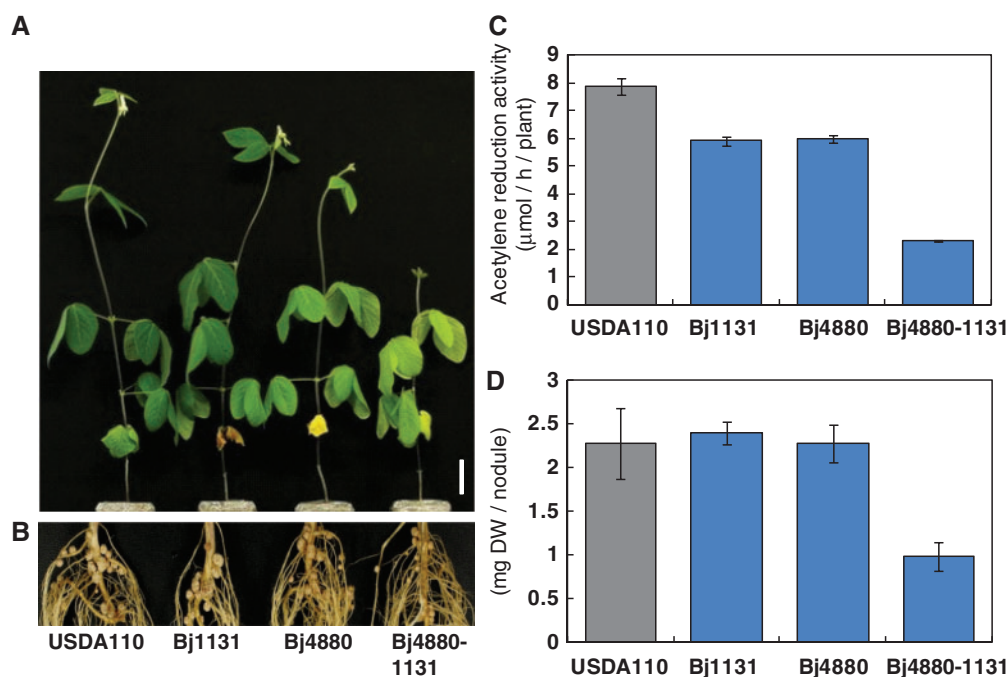 A
B
USDA110 Bj1131 Bj4880 Bj4880-
1131
C
Acetylene reduction activity
(μmol / h / plant)
9
8
7
6
5
4
3
2
1
0
USDA110 Bj1131 Bj4880 Bj4880-1131
D
(mg DW / nodule)
3
2.5
2
1.5
1
0.5
0
USDA110 Bj1131 Bj4880 Bj4880-1131